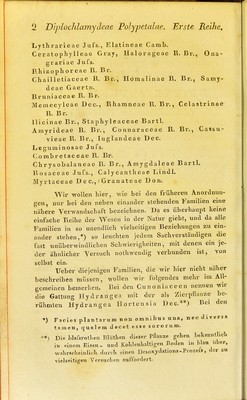 2 Diplochlamydeae Polypetalae. Erste Reihe.
Lythrarieae Juſs., Elatineae Camb.
Ceratophylleae Gray, Halorageae R. Br., Ona-
grariae Juſs.
Rhizophoreae R. Br.
Chailletiaceae R. Br., Homalinae R. Br., Samy-
deae Gaertn.
Bruniaceae R. Br.
Memecyleae Dec., Rhamneae R. Br., Celastrineae
R. Br.
Ilicinae Br., Staphyleaceae Bartl.
Amyrideae R. Br., Connaraceae R. Br., Cassu-
vieae R. Br., Juglandeae Dec.
Leguminosae Juſs.
Combretaceae R. Br.
Chrysobalaneae R. Br., Amygdaleae Bartl.
Rosaceae Juſs., Calycantheae Lindl.
Myrtaceae Dec., Granateae Don.
Wir wollen hier, wie bei den früheren Anordnun-
gen, nur bei den neben einander stehenden Familien eine
nähere Verwandschaft bezeichnen. Da es überhaupt keine
einfache Reihe der Wesen in der Natur giebt, und da alle
Familien in so unendlich vielseitigen Beziehungen zu ein-
ander stehen,*) so leuchten jedem Sachverständigen die
fast unüberwindlichen Schwierigkeiten, mit denen ein je-
der ähnlicher Versuch nothwendig verbunden ist, von
selbst ein.
Ueber diejenigen Familien, die wir hier nicht näher
beschreiben müssen, wollen wir folgendes mehr im All-
gemeinen bemerken. Bei den Cunoniaceen nennen wir
die Gattung Hydrangea mit der als Zierpflanze be-
rühmten Hydrangea Hortensis Dec.**) Bei den
*) Facies plantarum non omnibus una, nec diversa
tamen, qualem decet esse sororum.
**) Die blaſsrothen Blüthen dieser Pflanze gehen bekanntlich
in einem Eisen- und Kohlenhaltigen Boden in blau über,
wahrscheinlich durch einen Desoxydations-Prozeſs, der zu
vielseitigen Versuchen auffordert.